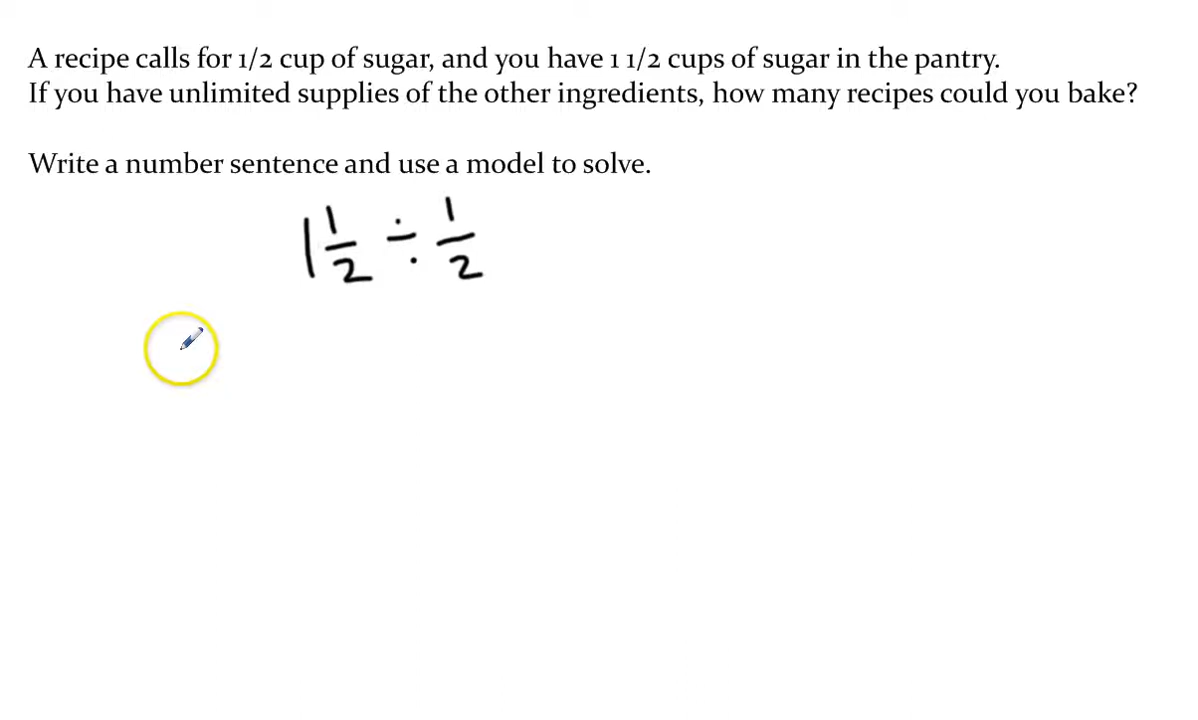 A recipe calls for 1/2 cup of sugar, and you have 1 1/2 cups of sugar in the pantry.
If you have unlimited supplies of the other ingredients, how many recipes could you bake?
Write a number sentence and use a model to solve.
1 1/2 ÷ 1/2